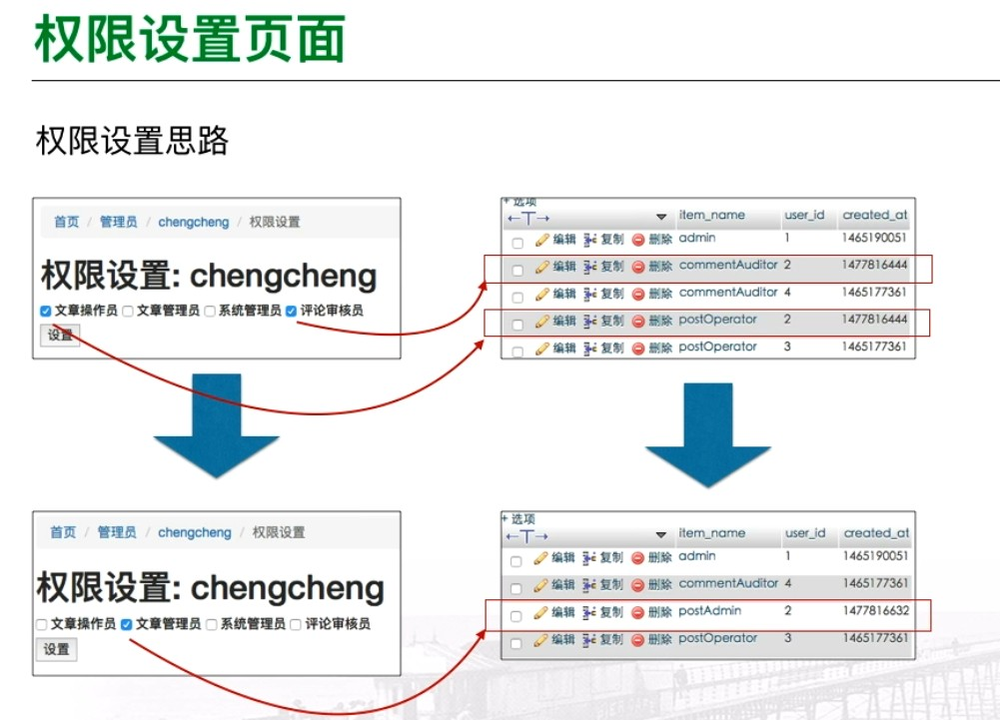 权限设置页面
权限设置思路
首页 / 管理员 / chengcheng / 权限设置
权限设置: chengcheng
文章操作员 文章管理员 系统管理员 评论审核员
设置
+ 选项
←T→ item_name user_id created_at
编辑 复制 删除 admin 1 1465190051
编辑 复制 删除 commentAuditor 2 1477816444
编辑 复制 删除 commentAuditor 4 1465177361
编辑 复制 删除 postOperator 2 1477816444
编辑 复制 删除 postOperator 3 1465177361
首页 / 管理员 / chengcheng / 权限设置
权限设置: chengcheng
文章操作员 文章管理员 系统管理员 评论审核员
设置
+ 选项
←T→ item_name user_id created_at
编辑 复制 删除 admin 1 1465190051
编辑 复制 删除 commentAuditor 4 1465177361
编辑 复制 删除 postAdmin 2 1477816632
编辑 复制 删除 postOperator 3 1465177361